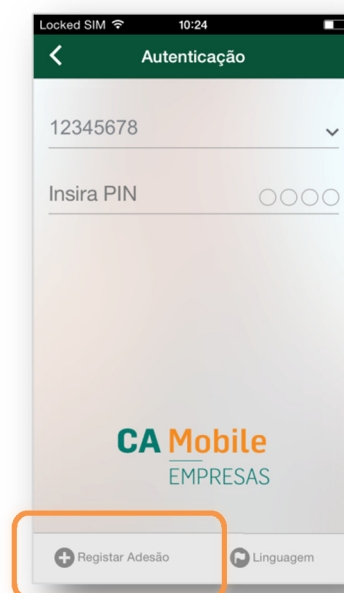 Locked SIM 10:24
Autenticação
12345678
Insira PIN
CA Mobile
EMPRESAS
Registar Adesão Linguagem